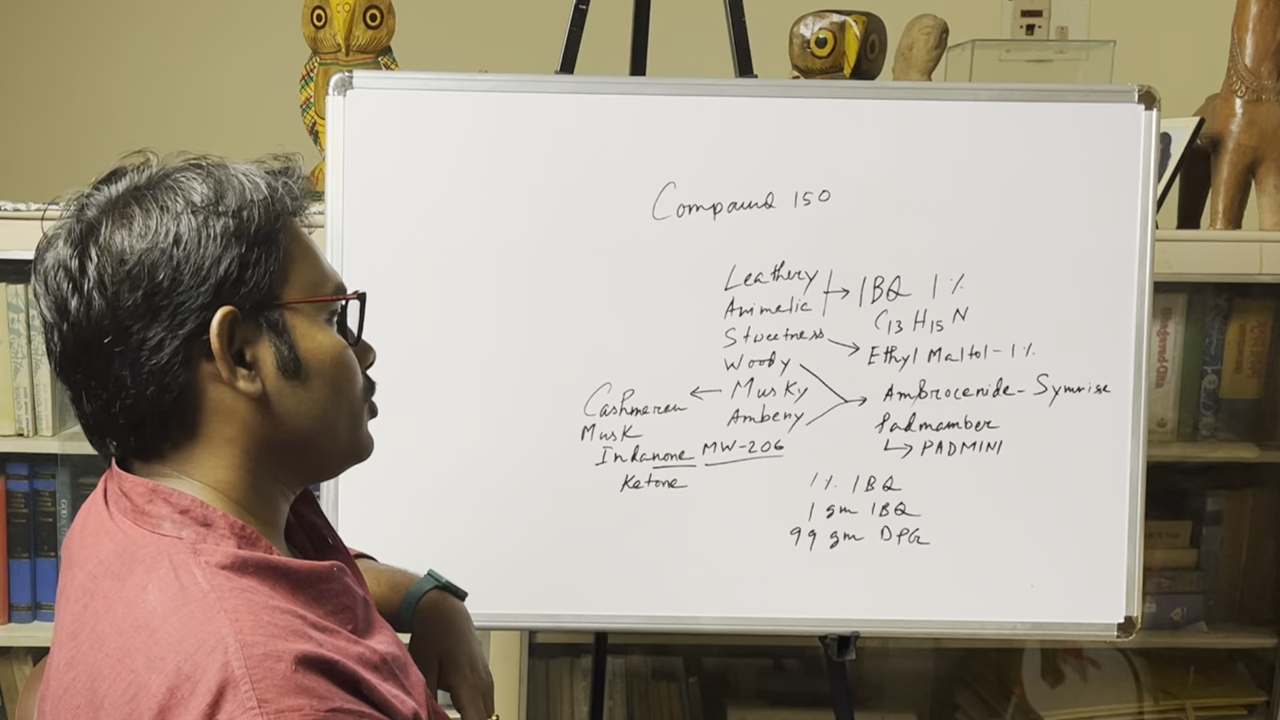 Compound 150
Leathery
Animelic
IBQ 1%
C13 H15 N
Sweetness
Ethyl Maltol - 1%
Woody
Musky
Ambery
Ambrocenide - Symrise
Padmamber
PADMINI
Cashmeran
Musk
Indanone MW-206
Ketone
1% IBQ
1 gm IBQ
99 gm DPG